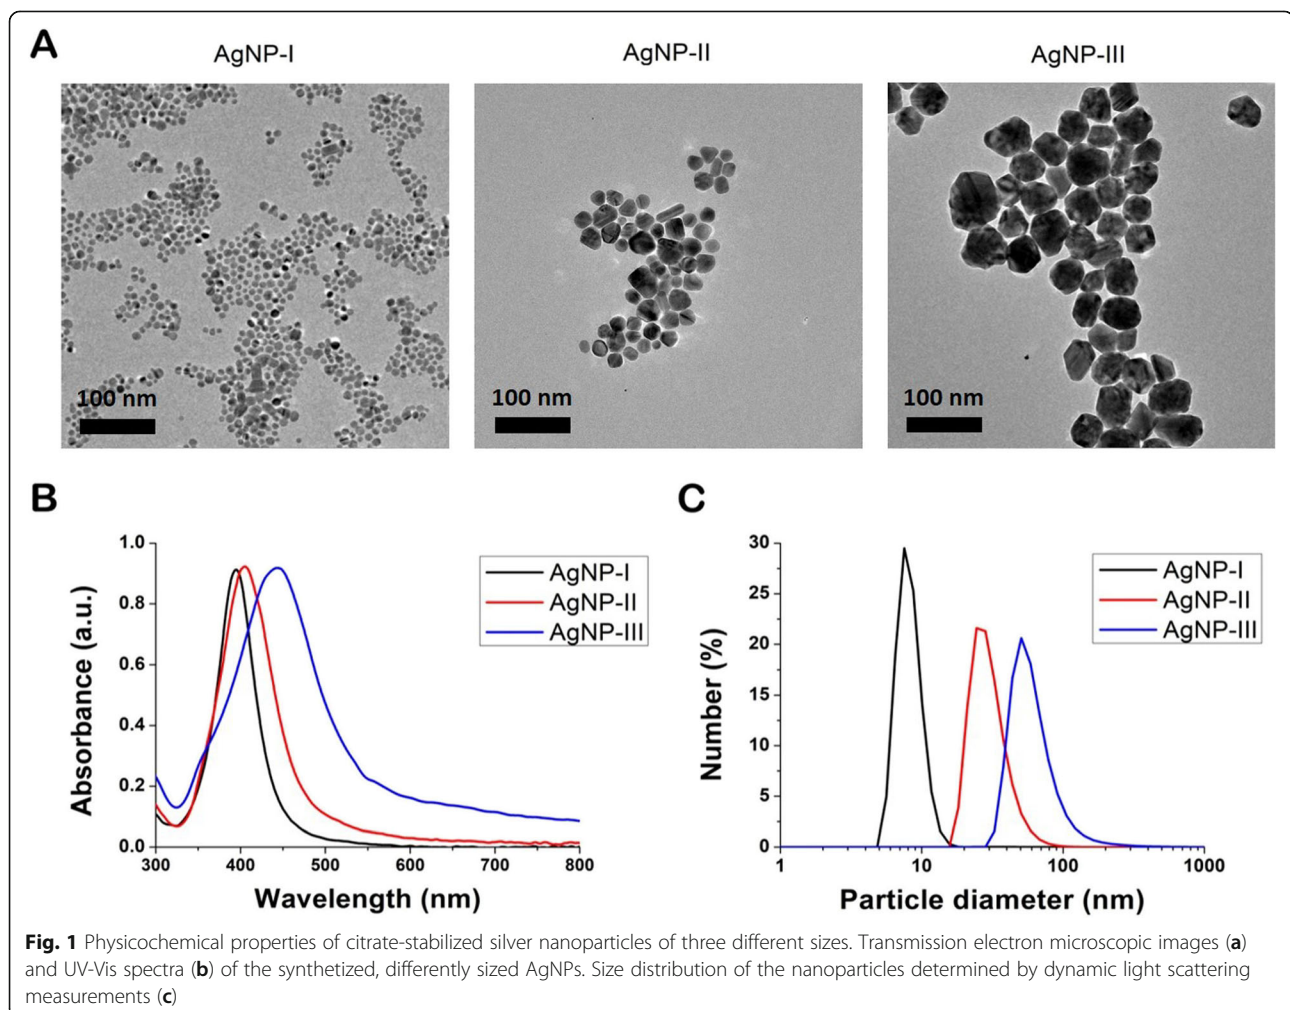 A
AgNP-I
AgNP-II
AgNP-III
100 nm
100 nm
100 nm
B
Absorbance (a.u.)
1.0
0.8
0.6
0.4
0.2
0.0
300
400
500
600
700
800
Wavelength (nm)
AgNP-I
AgNP-II
AgNP-III
C
Number (%)
30
25
20
15
10
5
0
1
10
100
1000
Particle diameter (nm)
AgNP-I
AgNP-II
AgNP-III
Fig. 1 Physicochemical properties of citrate-stabilized silver nanoparticles of three different sizes. Transmission electron microscopic images (a)
and UV-Vis spectra (b) of the synthetized, differently sized AgNPs. Size distribution of the nanoparticles determined by dynamic light scattering
measurements (c)